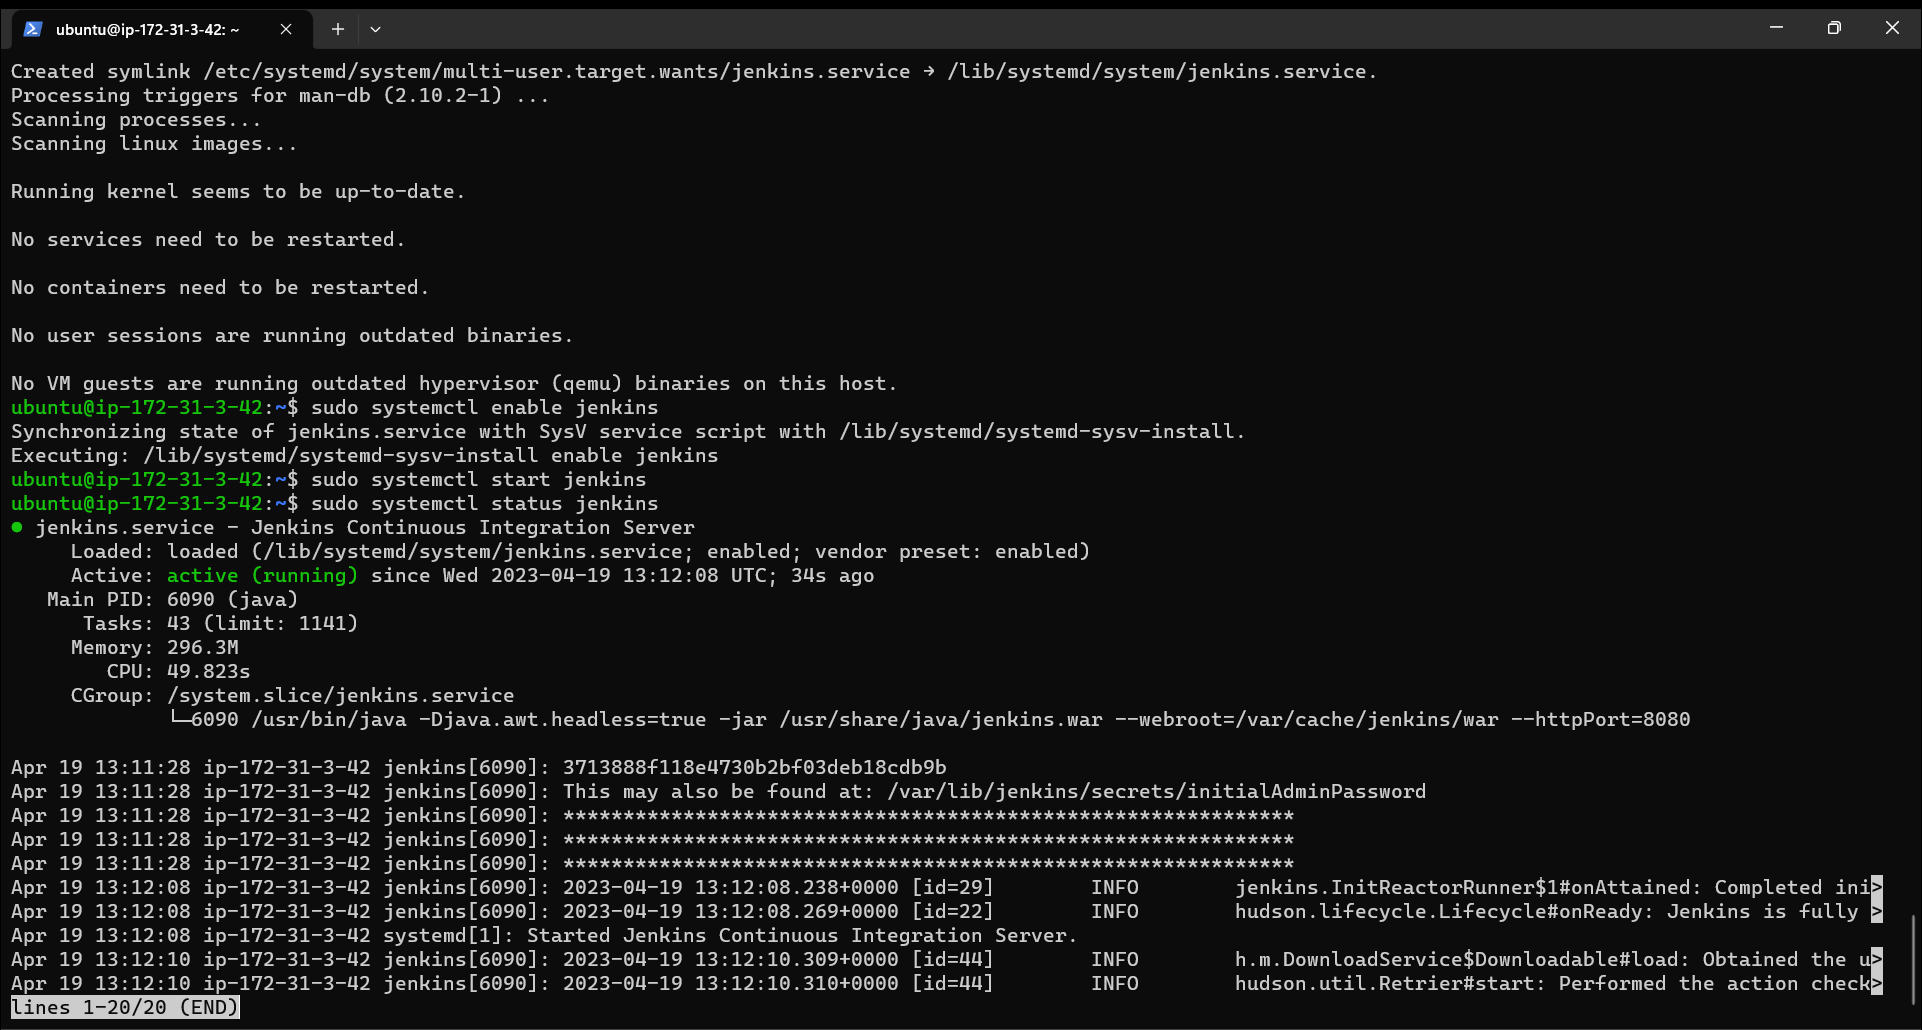 ubuntu@ip-172-31-3-42: ~
Created symlink /etc/systemd/system/multi-user.target.wants/jenkins.service → /lib/systemd/system/jenkins.service.
Processing triggers for man-db (2.10.2-1) ...
Scanning processes...
Scanning linux images...
Running kernel seems to be up-to-date.
No services need to be restarted.
No containers need to be restarted.
No user sessions are running outdated binaries.
No VM guests are running outdated hypervisor (qemu) binaries on this host.
ubuntu@ip-172-31-3-42:~$ sudo systemctl enable jenkins
Synchronizing state of jenkins.service with SysV service script with /lib/systemd/systemd-sysv-install.
Executing: /lib/systemd/systemd-sysv-install enable jenkins
ubuntu@ip-172-31-3-42:~$ sudo systemctl start jenkins
ubuntu@ip-172-31-3-42:~$ sudo systemctl status jenkins
● jenkins.service - Jenkins Continuous Integration Server
     Loaded: loaded (/lib/systemd/system/jenkins.service; enabled; vendor preset: enabled)
     Active: active (running) since Wed 2023-04-19 13:12:08 UTC; 34s ago
   Main PID: 6090 (java)
      Tasks: 43 (limit: 1141)
     Memory: 296.3M
        CPU: 49.823s
     CGroup: /system.slice/jenkins.service
             └─6090 /usr/bin/java -Djava.awt.headless=true -jar /usr/share/java/jenkins.war --webroot=/var/cache/jenkins/war --httpPort=8080
Apr 19 13:11:28 ip-172-31-3-42 jenkins[6090]: 3713888f118e4730b2bf03deb18cdb9b
Apr 19 13:11:28 ip-172-31-3-42 jenkins[6090]: This may also be found at: /var/lib/jenkins/secrets/initialAdminPassword
Apr 19 13:11:28 ip-172-31-3-42 jenkins[6090]: *************************************************************
Apr 19 13:11:28 ip-172-31-3-42 jenkins[6090]: *************************************************************
Apr 19 13:11:28 ip-172-31-3-42 jenkins[6090]: *************************************************************
Apr 19 13:12:08 ip-172-31-3-42 jenkins[6090]: 2023-04-19 13:12:08.238+0000 [id=29]        INFO        jenkins.InitReactorRunner$1#onAttained: Completed ini>
Apr 19 13:12:08 ip-172-31-3-42 jenkins[6090]: 2023-04-19 13:12:08.269+0000 [id=22]        INFO        hudson.lifecycle.Lifecycle#onReady: Jenkins is fully >
Apr 19 13:12:08 ip-172-31-3-42 systemd[1]: Started Jenkins Continuous Integration Server.
Apr 19 13:12:10 ip-172-31-3-42 jenkins[6090]: 2023-04-19 13:12:10.309+0000 [id=44]        INFO        h.m.DownloadService$Downloadable#load: Obtained the u>
Apr 19 13:12:10 ip-172-31-3-42 jenkins[6090]: 2023-04-19 13:12:10.310+0000 [id=44]        INFO        hudson.util.Retrier#start: Performed the action check>
lines 1-20/20 (END)